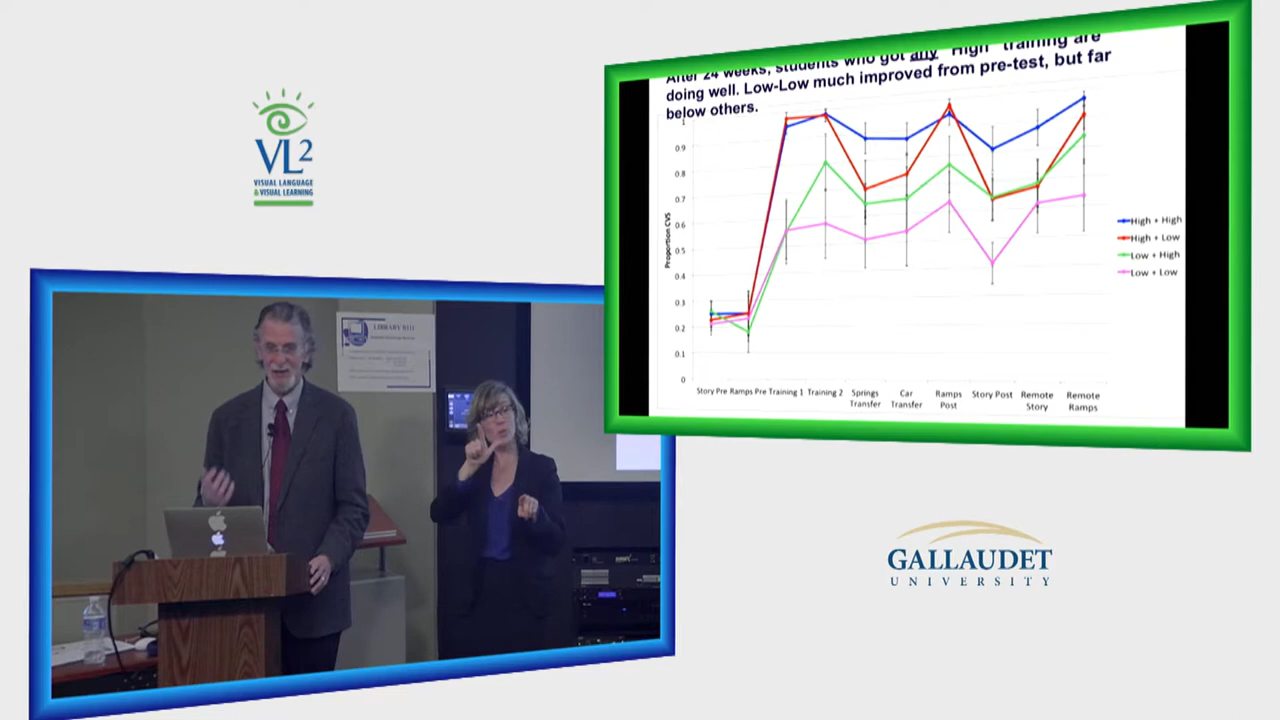 VL2
VISUAL LANGUAGE
& VISUAL LEARNING
After 24 weeks, students who got any "High" training are
doing well. Low-Low much improved from pre-test, but far
below others.
Proportion CVS
1
0.9
0.8
0.7
0.6
0.5
0.4
0.3
0.2
0.1
0
Story Pre Ramps Pre Training 1 Training 2 Springs Transfer Car Transfer Ramps Post Story Post Remote Story Remote Ramps
High + High
High + Low
Low + High
Low + Low
LIBRARY B111
GALLAUDET
UNIVERSITY